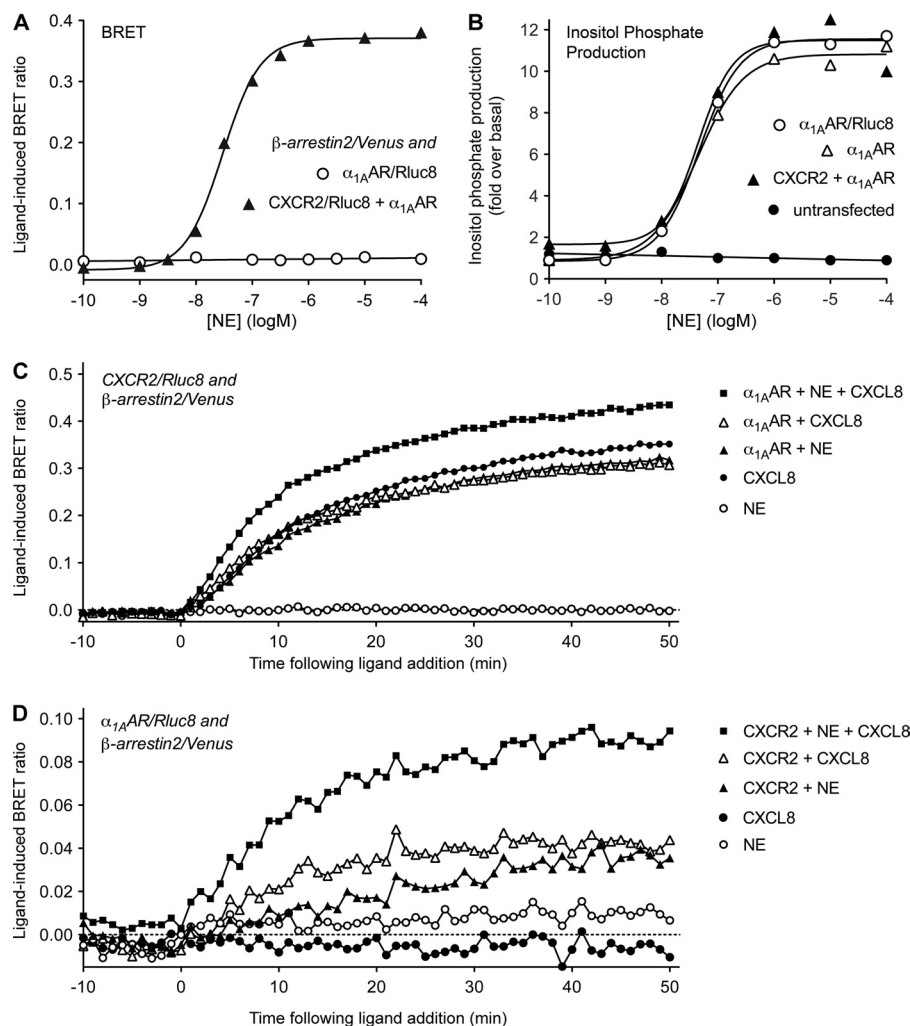 A
BRET
Ligand-induced BRET ratio
0.4
0.3
0.2
0.1
0.0
β-arrestin2/Venus and
α1AAR/Rluc8
CXCR2/Rluc8 + α1AAR
-10 -9 -8 -7 -6 -5 -4
[NE] (logM)
B
Inositol Phosphate
Production
Inositol phosphate production
(fold over basal)
12
10
8
6
4
2
0
α1AAR/Rluc8
α1AAR
CXCR2 + α1AAR
untransfected
-10 -9 -8 -7 -6 -5 -4
[NE] (logM)
C
CXCR2/Rluc8 and
β-arrestin2/Venus
Ligand-induced BRET ratio
0.5
0.4
0.3
0.2
0.1
0.0
-10 0 10 20 30 40 50
Time following ligand addition (min)
α1AAR + NE + CXCL8
α1AAR + CXCL8
α1AAR + NE
CXCL8
NE
D
α1AAR/Rluc8 and
β-arrestin2/Venus
Ligand-induced BRET ratio
0.10
0.08
0.06
0.04
0.02
0.00
-10 0 10 20 30 40 50
Time following ligand addition (min)
CXCR2 + NE + CXCL8
CXCR2 + CXCL8
CXCR2 + NE
CXCL8
NE